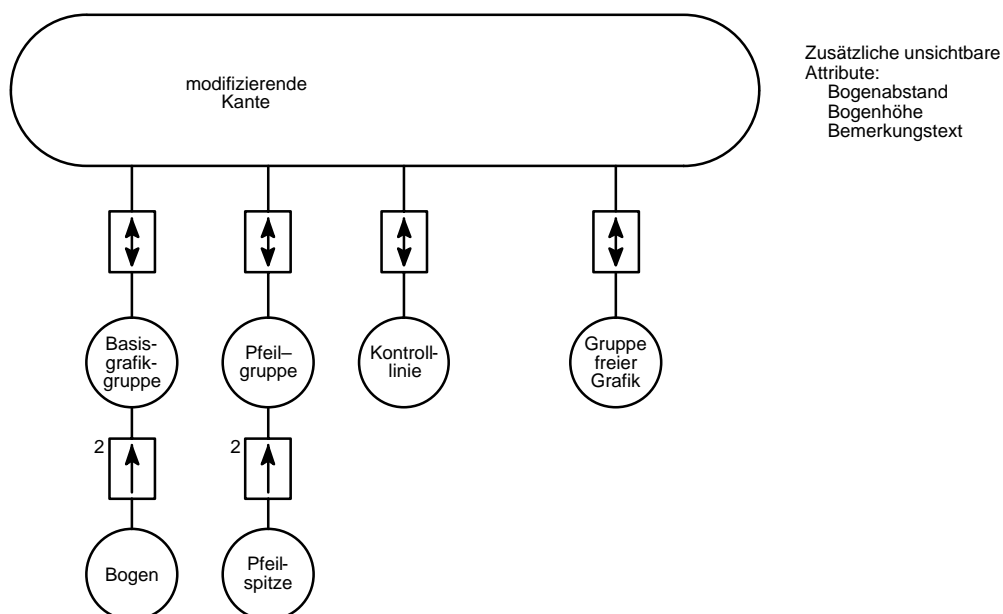 modifizierende
Kante
Zusätzliche unsichtbare
Attribute:
Bogenabstand
Bogenhöhe
Bemerkungstext
Basis-
grafik-
gruppe
Pfeil–
gruppe
Kontroll-
linie
Gruppe
freier
Grafik
2
2
Bogen
Pfeil-
spitze